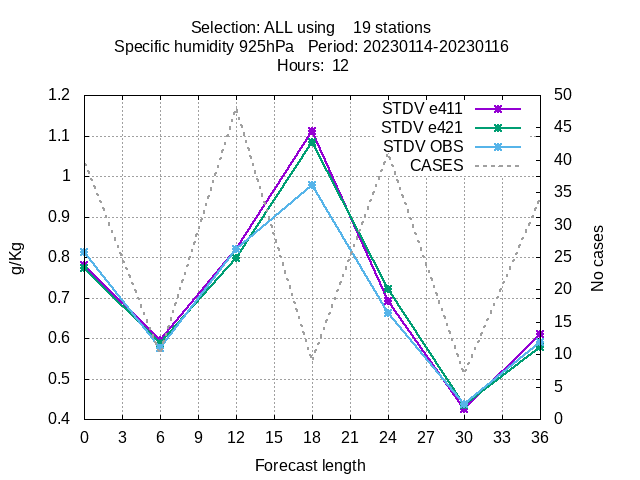 Selection: ALL using    19 stations
Specific humidity 925hPa   Period: 20230114-20230116
Hours:  12
STDV e411
STDV e421
STDV OBS
CASES
g/Kg
1.2
1.1
1
0.9
0.8
0.7
0.6
0.5
0.4
50
45
40
35
30
25
20
15
10
5
0
No cases
0 3 6 9 12 15 18 21 24 27 30 33 36
Forecast length